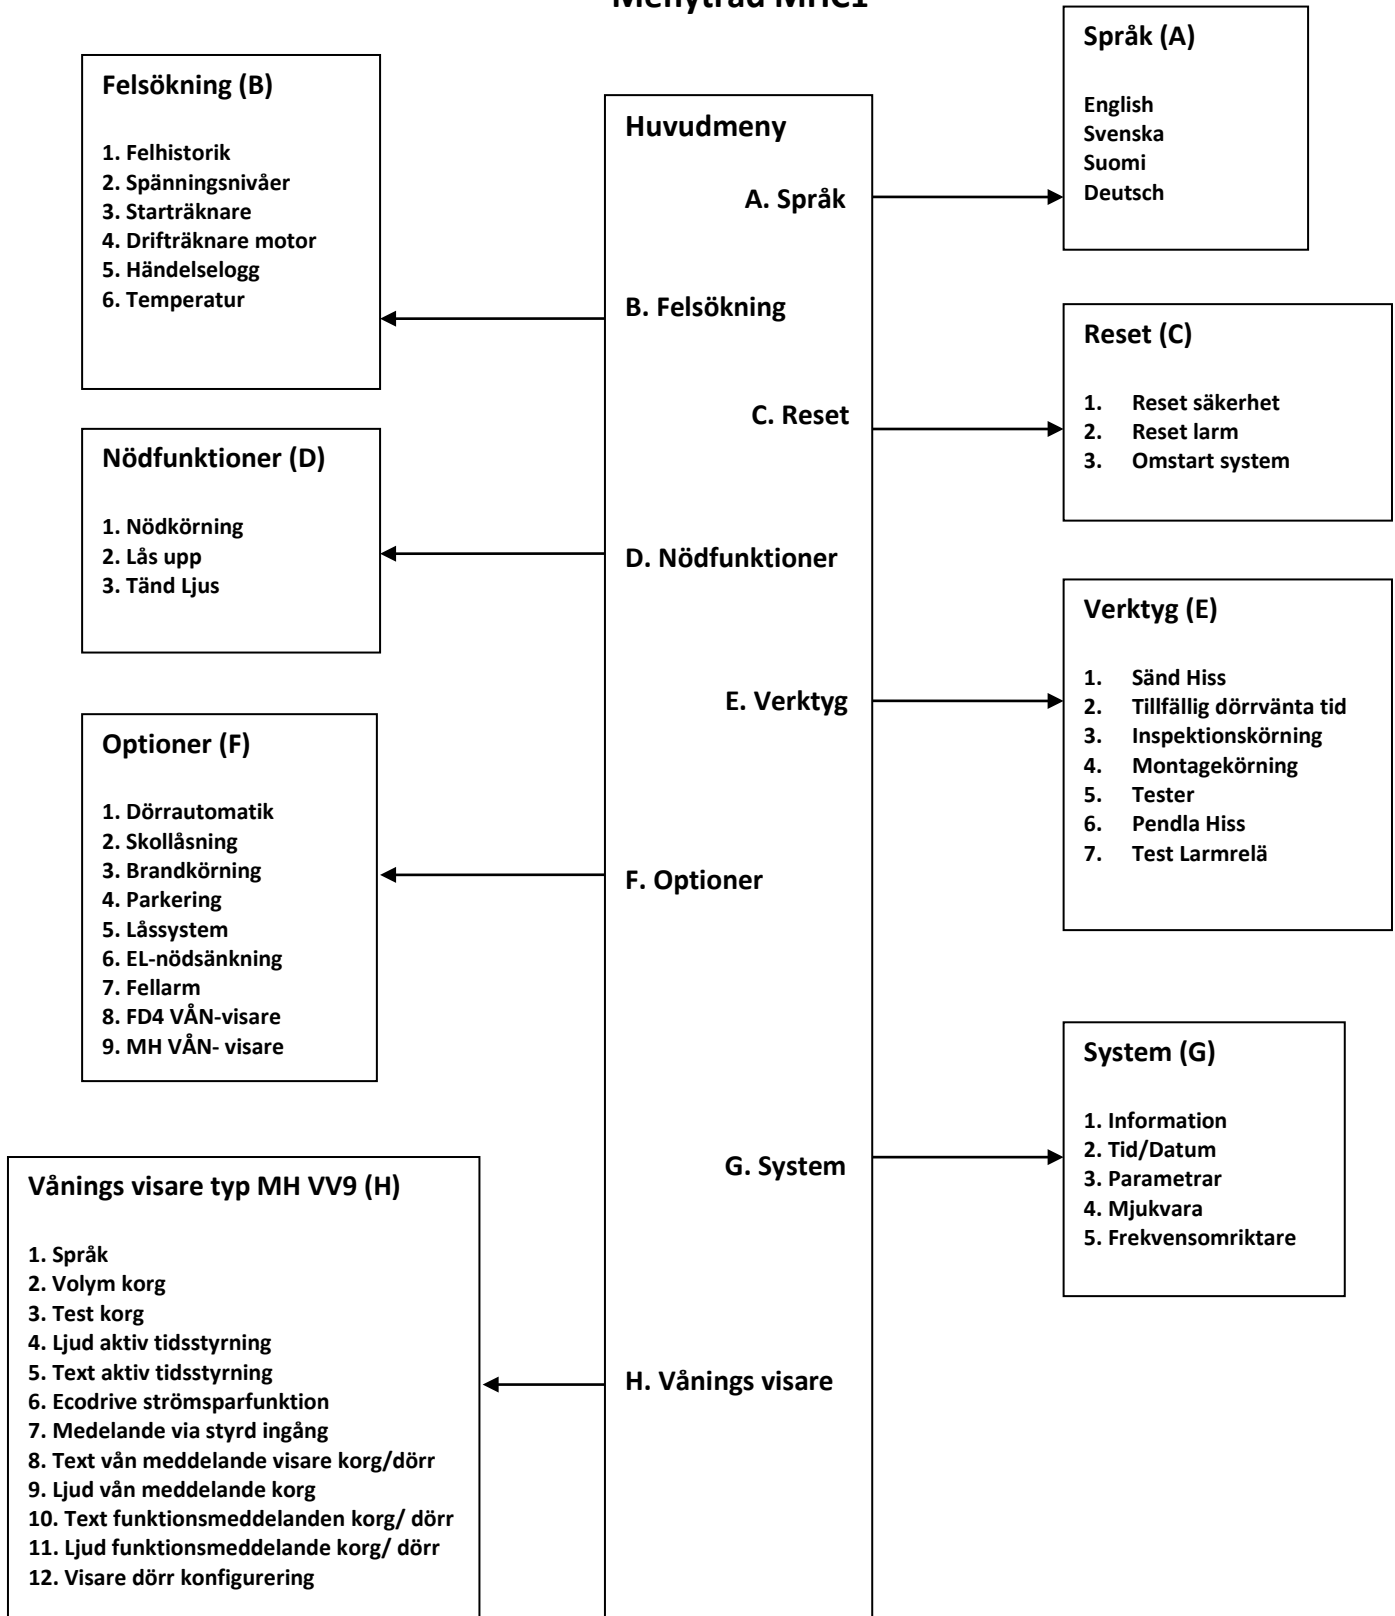 Menyträd MHC1
Språk (A)
English
Svenska
Suomi
Deutsch
Felsökning (B)
1. Felhistorik
2. Spänningsnivåer
3. Starträknare
4. Drifträknare motor
5. Händelselogg
6. Temperatur
Huvudmeny
A. Språk
B. Felsökning
C. Reset
D. Nödfunktioner
E. Verktyg
F. Optioner
G. System
H. Vånings visare
Reset (C)
1. Reset säkerhet
2. Reset larm
3. Omstart system
Nödfunktioner (D)
1. Nödkörning
2. Lås upp
3. Tänd Ljus
Verktyg (E)
1. Sänd Hiss
2. Tillfällig dörrvänta tid
3. Inspektionskörning
4. Montagekörning
5. Tester
6. Pendla Hiss
7. Test Larmrelä
Optioner (F)
1. Dörrautomatik
2. Skollåsning
3. Brandkörning
4. Parkering
5. Låssystem
6. EL-nödsänkning
7. Fellarm
8. FD4 VÅN-visare
9. MH VÅN- visare
System (G)
1. Information
2. Tid/Datum
3. Parametrar
4. Mjukvara
5. Frekvensomriktare
Vånings visare typ MH VV9 (H)
1. Språk
2. Volym korg
3. Test korg
4. Ljud aktiv tidsstyrning
5. Text aktiv tidsstyrning
6. Ecodrive strömsparfunktion
7. Medelande via styrd ingång
8. Text vån meddelande visare korg/dörr
9. Ljud vån meddelande korg
10. Text funktionsmeddelanden korg/ dörr
11. Ljud funktionsmeddelande korg/ dörr
12. Visare dörr konfigurering